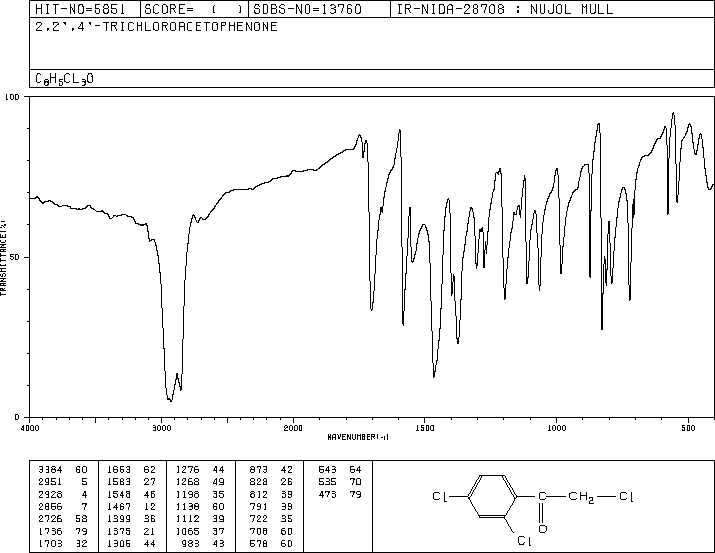 HIT-NO=5851 SCORE= ( ) SDBS-NO=13760 IR-NIDA-28708 : NUJOL MULL
2,2',4'-TRICHLOROACETOPHENONE
C8H5CL3O
100
50
0
TRANSMITTANCE(%)
4000 3000 2000 1500 1000 500
WAVENUMBER(-1)
3384 60 1663 62 1276 44 873 42 543 64
2951 5 1583 27 1268 49 828 26 535 70
2928 4 1548 46 1198 35 812 39 473 79
2866 7 1467 12 1138 60 791 39
2726 58 1399 36 1112 39 722 35
1736 79 1375 21 1065 37 708 60
1703 32 1306 44 983 43 678 60
Cl C CH2 Cl
O
Cl